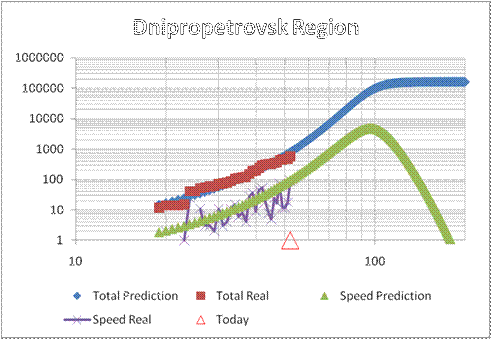 Dnipropetrovsk Region
1000000
100000
10000
1000
100
10
1
10
100
Total Prediction
Total Real
Speed Prediction
Speed Real
Today